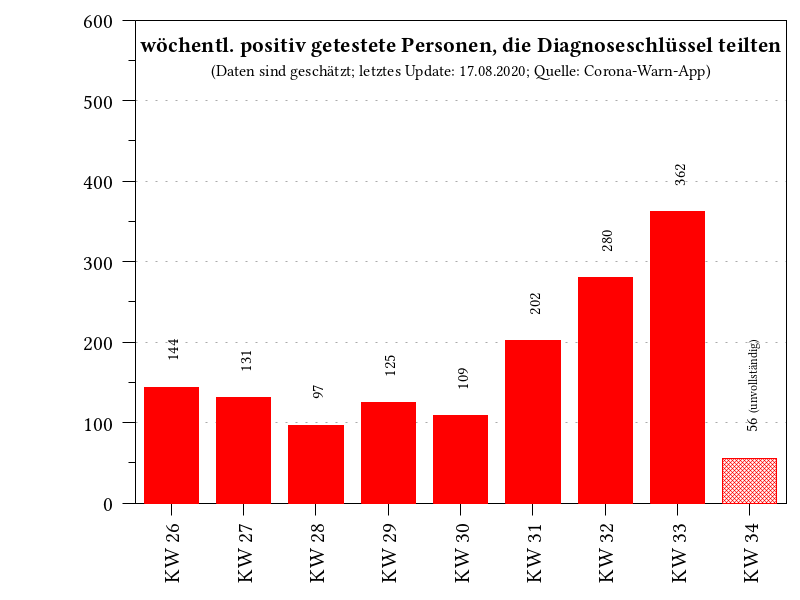 wöchentl. positiv getestete Personen, die Diagnoseschlüssel teilten
(Daten sind geschätzt; letztes Update: 17.08.2020; Quelle: Corona-Warn-App)
600
500
400
300
200
100
0
144
131
97
125
109
202
280
362
56 (unvollständig)
KW 26
KW 27
KW 28
KW 29
KW 30
KW 31
KW 32
KW 33
KW 34